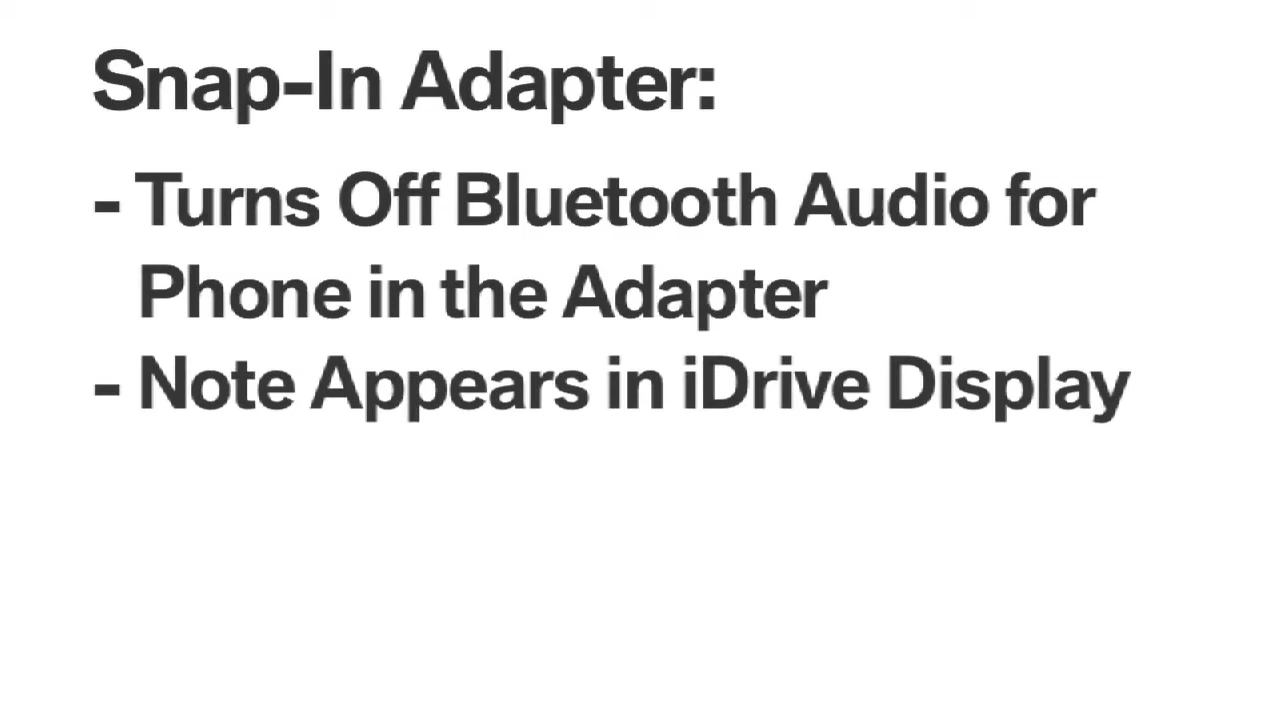 Snap-In Adapter:
- Turns Off Bluetooth Audio for
Phone in the Adapter
- Note Appears in iDrive Display